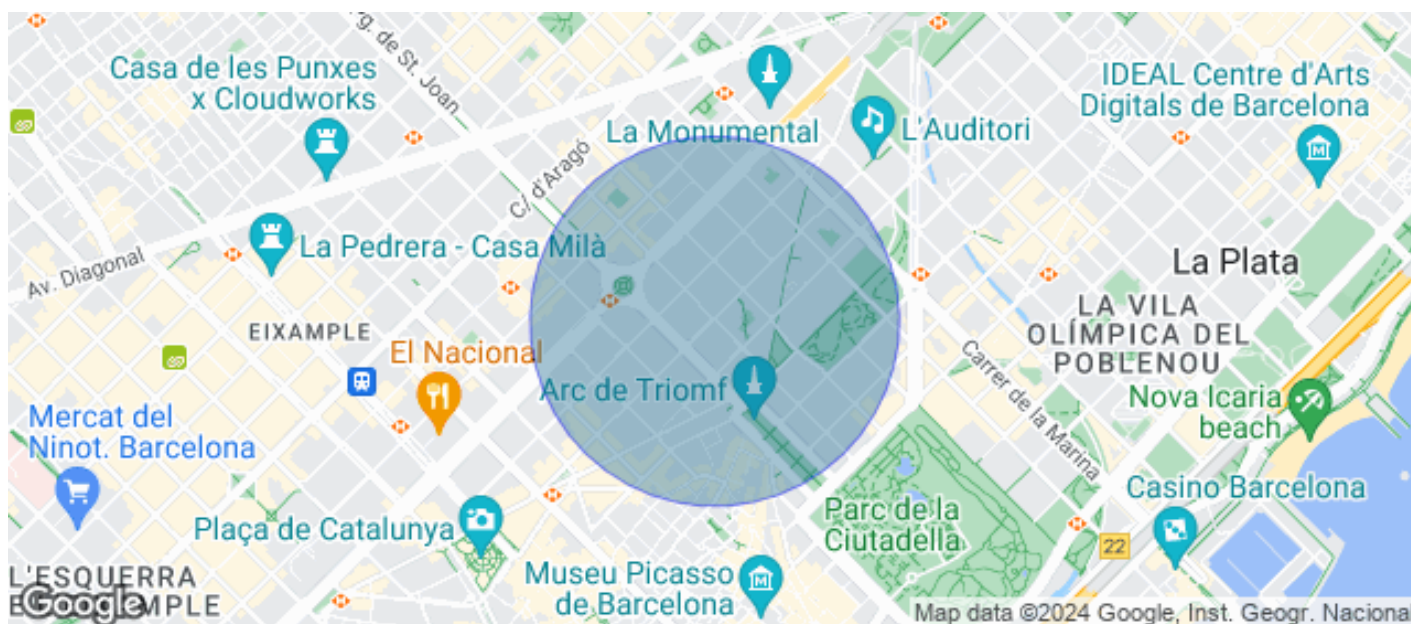 Pg. de St. Joan
Casa de les Punxes
x Cloudworks
La Monumental
L'Auditori
IDEAL Centre d'Arts
Digitals de Barcelona
C/ d'Aragó
La Pedrera - Casa Milà
Av. Diagonal
La Plata
EIXAMPLE
LA VILA
OLÍMPICA DEL
POBLENOU
El Nacional
Arc de Triomf
Carrer de la Marina
Nova Icaria
beach
Mercat del
Ninot. Barcelona
Casino Barcelona
Plaça de Catalunya
Parc de la
Ciutadella
22
L'ESQUERRA
Museu Picasso
de Barcelona
Google
Map data ©2024 Google, Inst. Geogr. Nacional